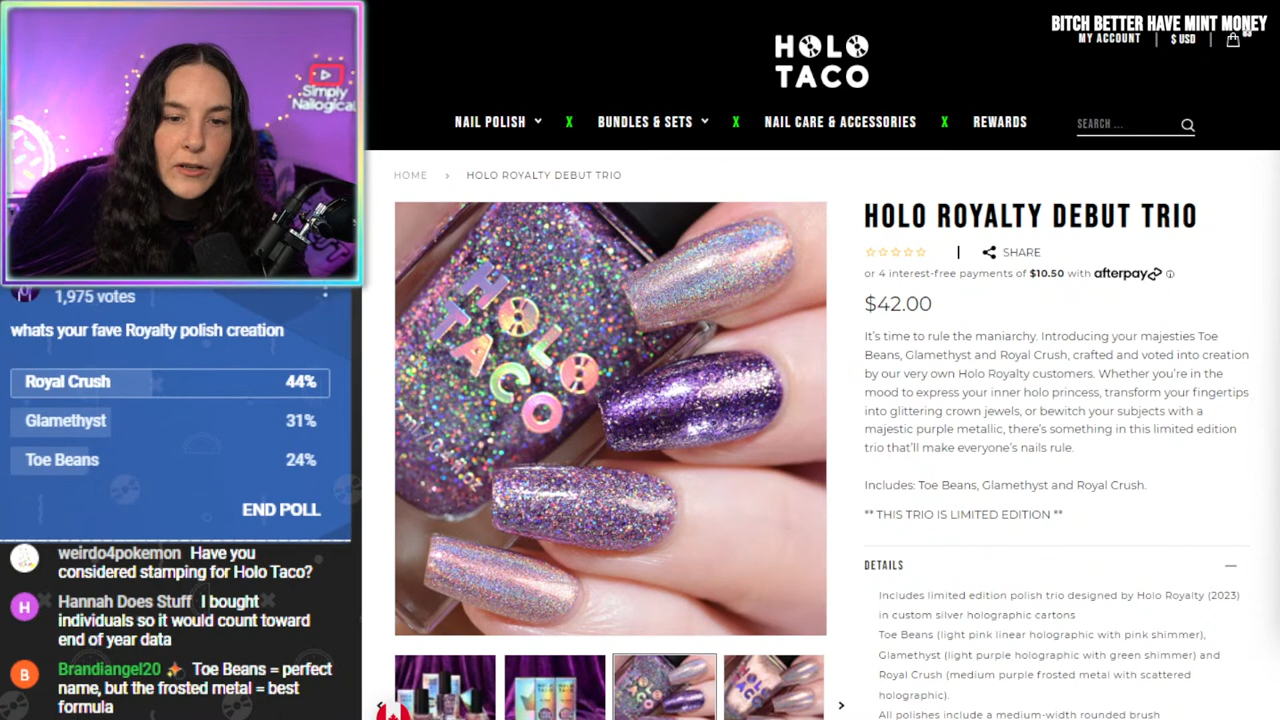 Simply
Nailogical
1,975 votes
whats your fave Royalty polish creation
Royal Crush 44%
Glamethyst 31%
Toe Beans 24%
END POLL
weirdo4pokemon Have you
considered stamping for Holo Taco?
Hannah Does Stuff I bought
individuals so it would count toward
end of year data
Brandiangel20 ✨ Toe Beans = perfect
name, but the frosted metal = best
formula
BITCH BETTER HAVE MINT MONEY
HOLO
TACO
MY ACCOUNT | $ USD |
NAIL POLISH X BUNDLES & SETS X NAIL CARE & ACCESSORIES X REWARDS
SEARCH ...
HOME > HOLO ROYALTY DEBUT TRIO
HOLO
TACO
HOLO ROYALTY DEBUT TRIO
☆☆☆☆☆ | SHARE
or 4 interest-free payments of $10.50 with afterpay
$42.00
It's time to rule the maniarchy. Introducing your majesties Toe
Beans, Glamethyst and Royal Crush, crafted and voted into creation
by our very own Holo Royalty customers. Whether you're in the
mood to express your inner holo princess, transform your fingertips
into glittering crown jewels, or bewitch your subjects with a
majestic purple metallic, there's something in this limited edition
trio that'll make everyone's nails rule.
Includes: Toe Beans, Glamethyst and Royal Crush.
** THIS TRIO IS LIMITED EDITION **
DETAILS
Includes limited edition polish trio designed by Holo Royalty (2023)
in custom silver holographic cartons
Toe Beans (light pink linear holographic with pink shimmer),
Glamethyst (light purple holographic with green shimmer) and
Royal Crush (medium purple frosted metal with scattered
holographic).
All polishes include a medium-width rounded brush